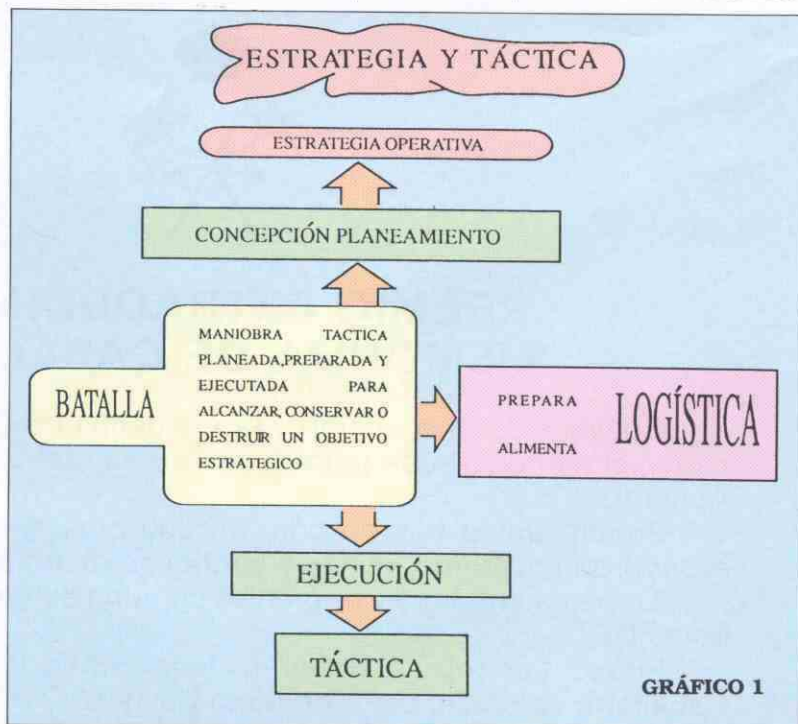 ESTRATEGIA Y TÁCTICA
ESTRATEGIA OPERATIVA
CONCEPCIÓN PLANEAMIENTO
BATALLA
MANIOBRA TACTICA
PLANEADA,PREPARADA Y
EJECUTADA PARA
ALCANZAR, CONSERVAR O
DESTRUIR UN OBJETIVO
ESTRATEGICO
PREPARA
ALIMENTA
LOGÍSTICA
EJECUCIÓN
TÁCTICA
GRÁFICO 1